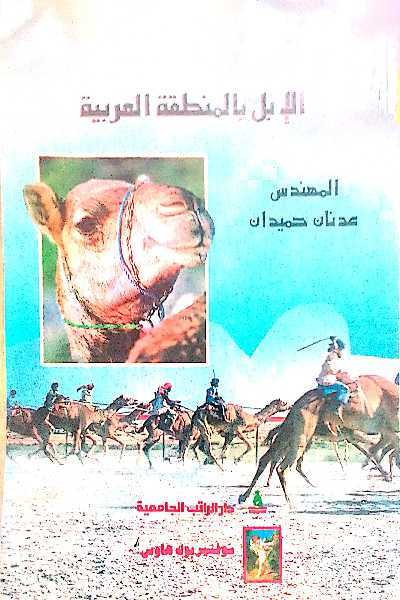 الإبل بالمنطقة العربية
المهندس
عدنان حميدان
دار الراتب الجامعية
سوفنير بوك هاوس